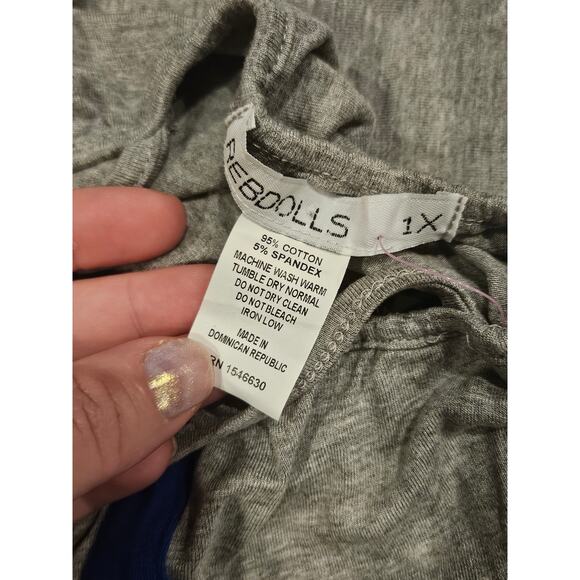 REBDOLLS 1X
95% COTTON
5% SPANDEX
MACHINE WASH WARM
TUMBLE DRY NORMAL
DO NOT DRY CLEAN
DO NOT BLEACH
IRON LOW
MADE IN
DOMINICAN REPUBLIC
RN 1546630